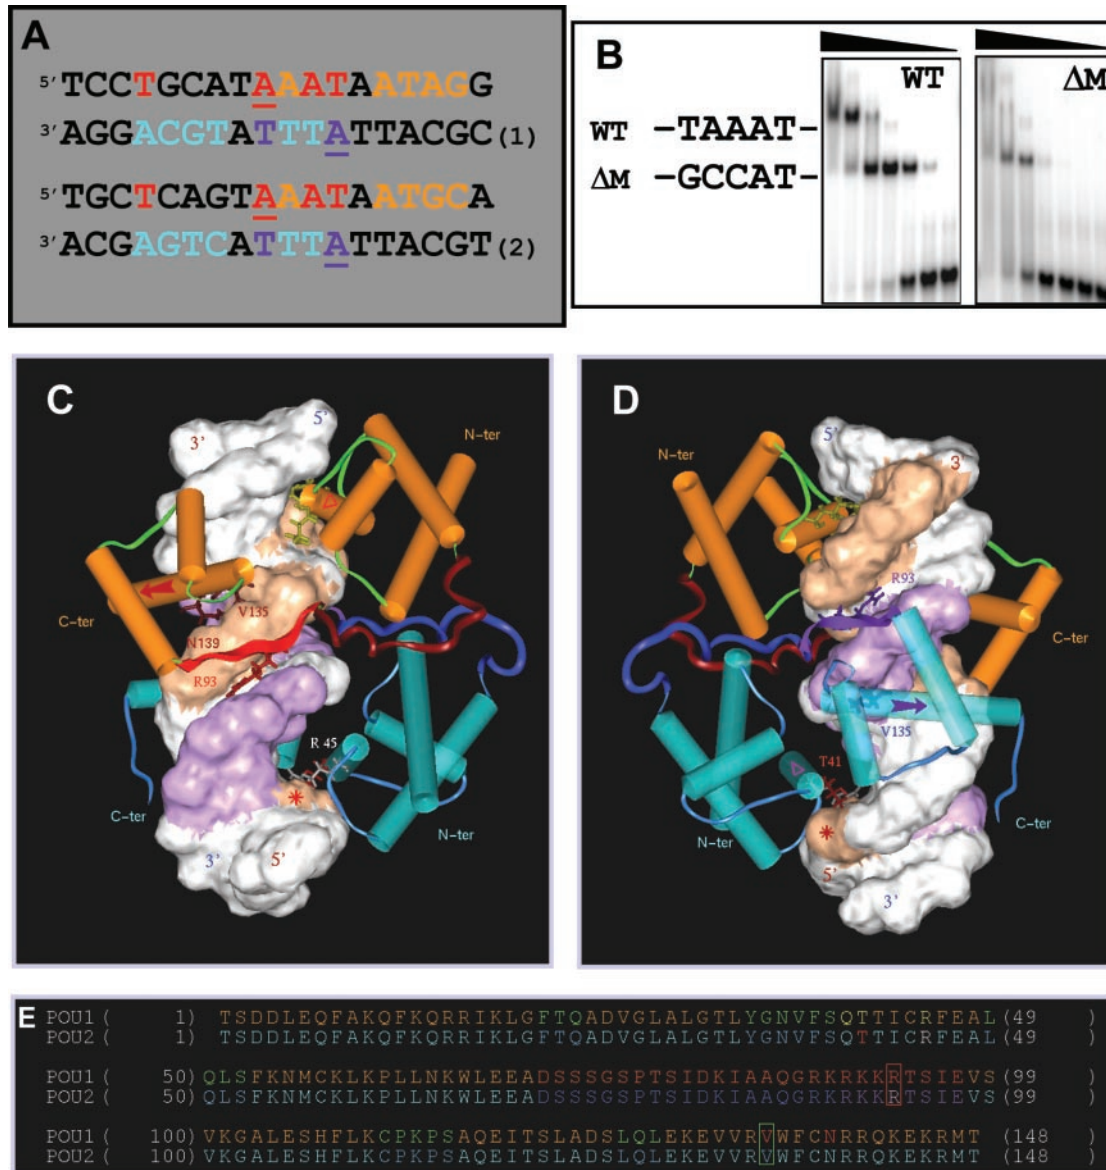 A
5' TCCTGCATAAATAATAGG
3' AGGACGTATTTATTACGC (1)
5' TGCTCAGTAAATAATGCA
3' ACGAGTCATTTATTACGT (2)
B
WT
ΔM
WT -TAAAT-
ΔM -GCCAT-
C
5'
3'
N-ter
V135
C-ter
N139
R93
R 45
*
C-ter
N-ter
3'
5'
D
5'
3
N-ter
R93
C-ter
V135
T41
N-ter
*
C-ter
5'
3'
E
POU1 ( 1) TSDDLEQFAKQFKQRRIKLGFTQADVGLALGTLYGNVFSQTTICRFEAL (49 )
POU2 ( 1) TSDDLEQFAKQFKQRRIKLGFTQADVGLALGTLYGNVFSQTTICRFEAL (49 )
POU1 ( 50) QLSFKNMCKLKPLLNKWLEEADSSSGSPTSIDKIAAQGRKRKKRTSIEVS (99 )
POU2 ( 50) QLSFKNMCKLKPLLNKWLEEADSSSGSPTSIDKIAAQGRKRKKRTSIEVS (99 )
POU1 ( 100) VKGALESHFLKCPKPSAQEITSLADSLQLEKEVVRVWFCNRRQKEKRMT (148 )
POU2 ( 100) VKGALESHFLKCPKPSAQEITSLADSLQLEKEVVRVWFCNRRQKEKRMT (148 )